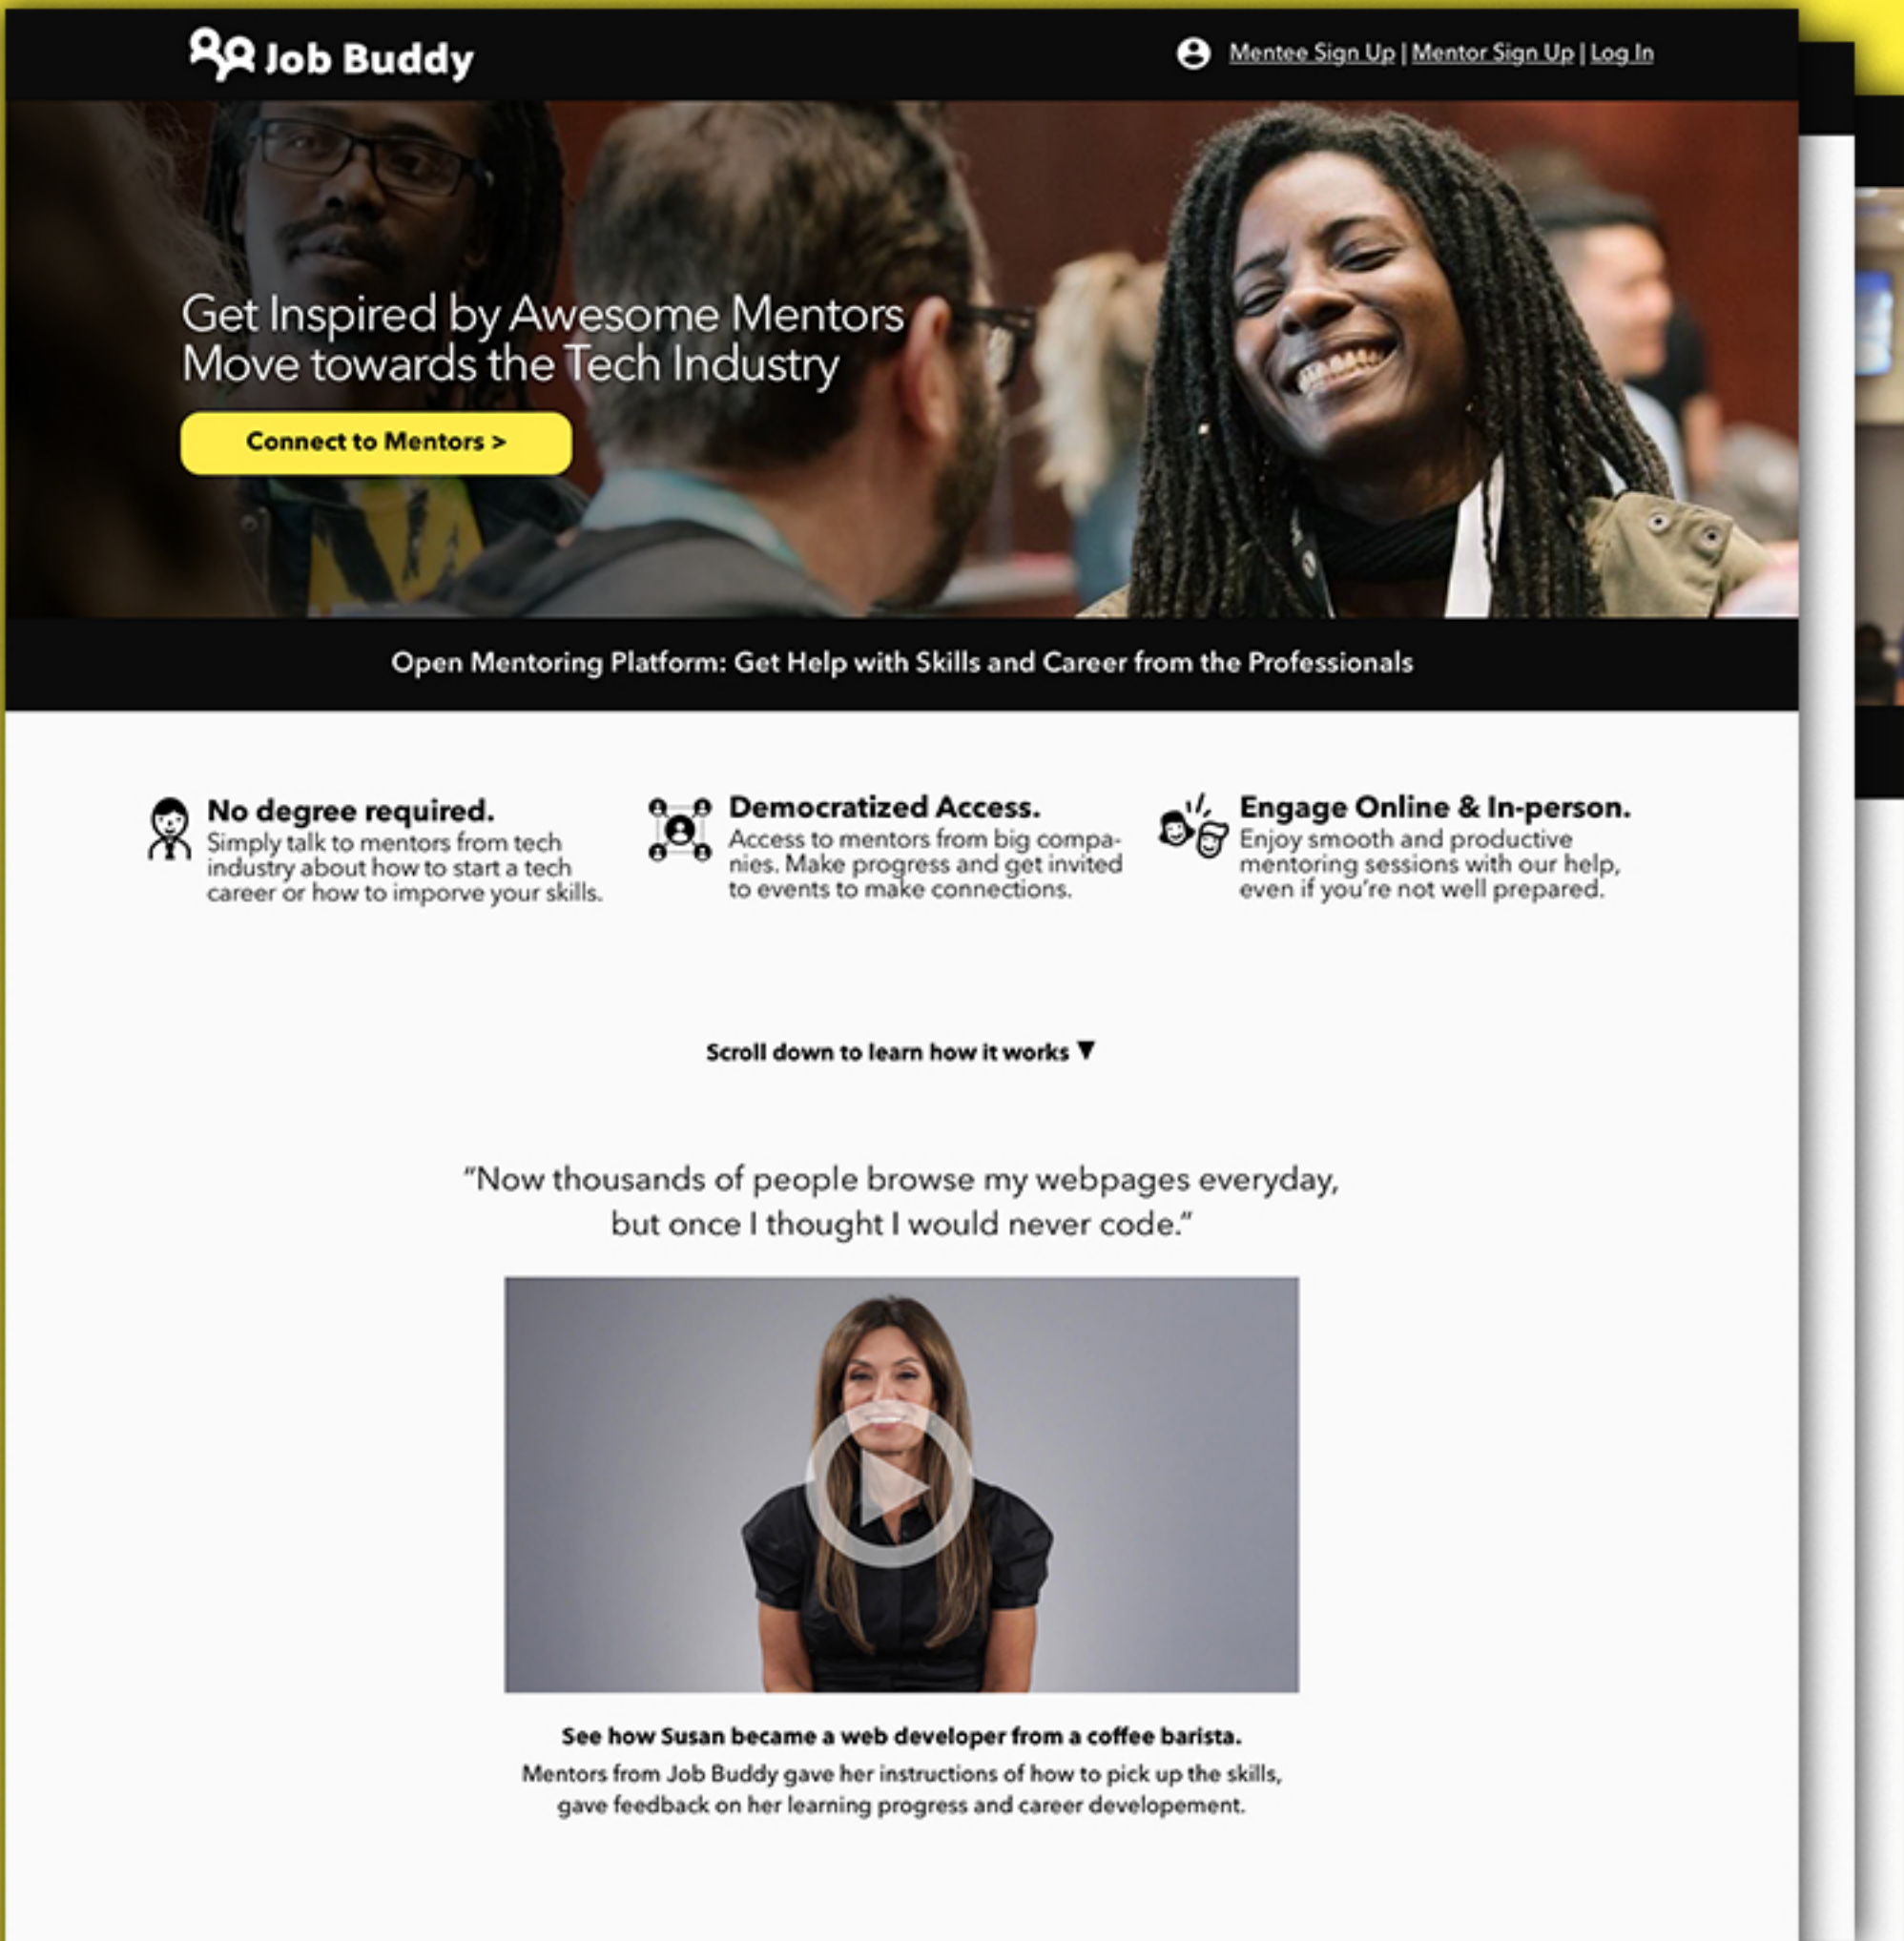 Job Buddy
Mentee Sign Up | Mentor Sign Up | Log In
Get Inspired by Awesome Mentors
Move towards the Tech Industry
Connect to Mentors >
Open Mentoring Platform: Get Help with Skills and Career from the Professionals
No degree required.
Simply talk to mentors from tech
industry about how to start a tech
career or how to imporve your skills.
Democratized Access.
Access to mentors from big compa-
nies. Make progress and get invited
to events to make connections.
Engage Online & In-person.
Enjoy smooth and productive
mentoring sessions with our help,
even if you're not well prepared.
Scroll down to learn how it works ▼
“Now thousands of people browse my webpages everyday,
but once I thought I would never code.”
See how Susan became a web developer from a coffee barista.
Mentors from Job Buddy gave her instructions of how to pick up the skills,
gave feedback on her learning progress and career developement.